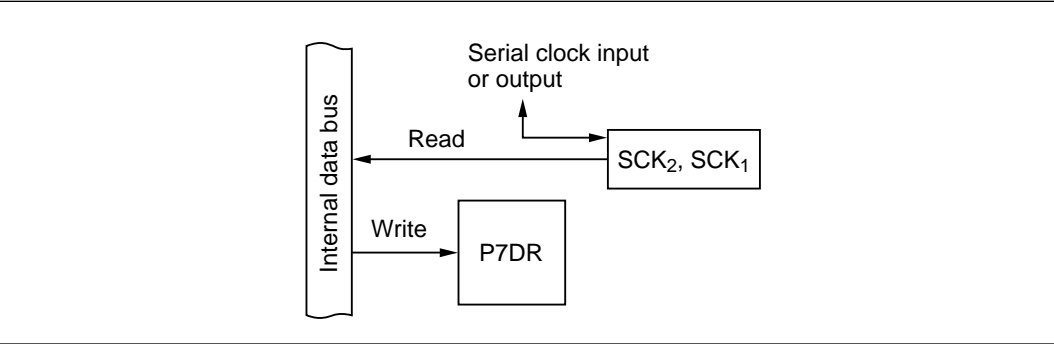 Serial clock input
or output
Internal data bus
Read
SCK₂, SCK₁
Write
P7DR